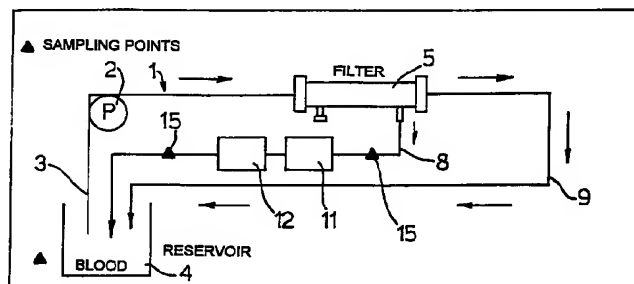 ▲ SAMPLING POINTS
FILTER
5
2
1
P
15
3
8
12
11
15
9
RESERVOIR
BLOOD
4